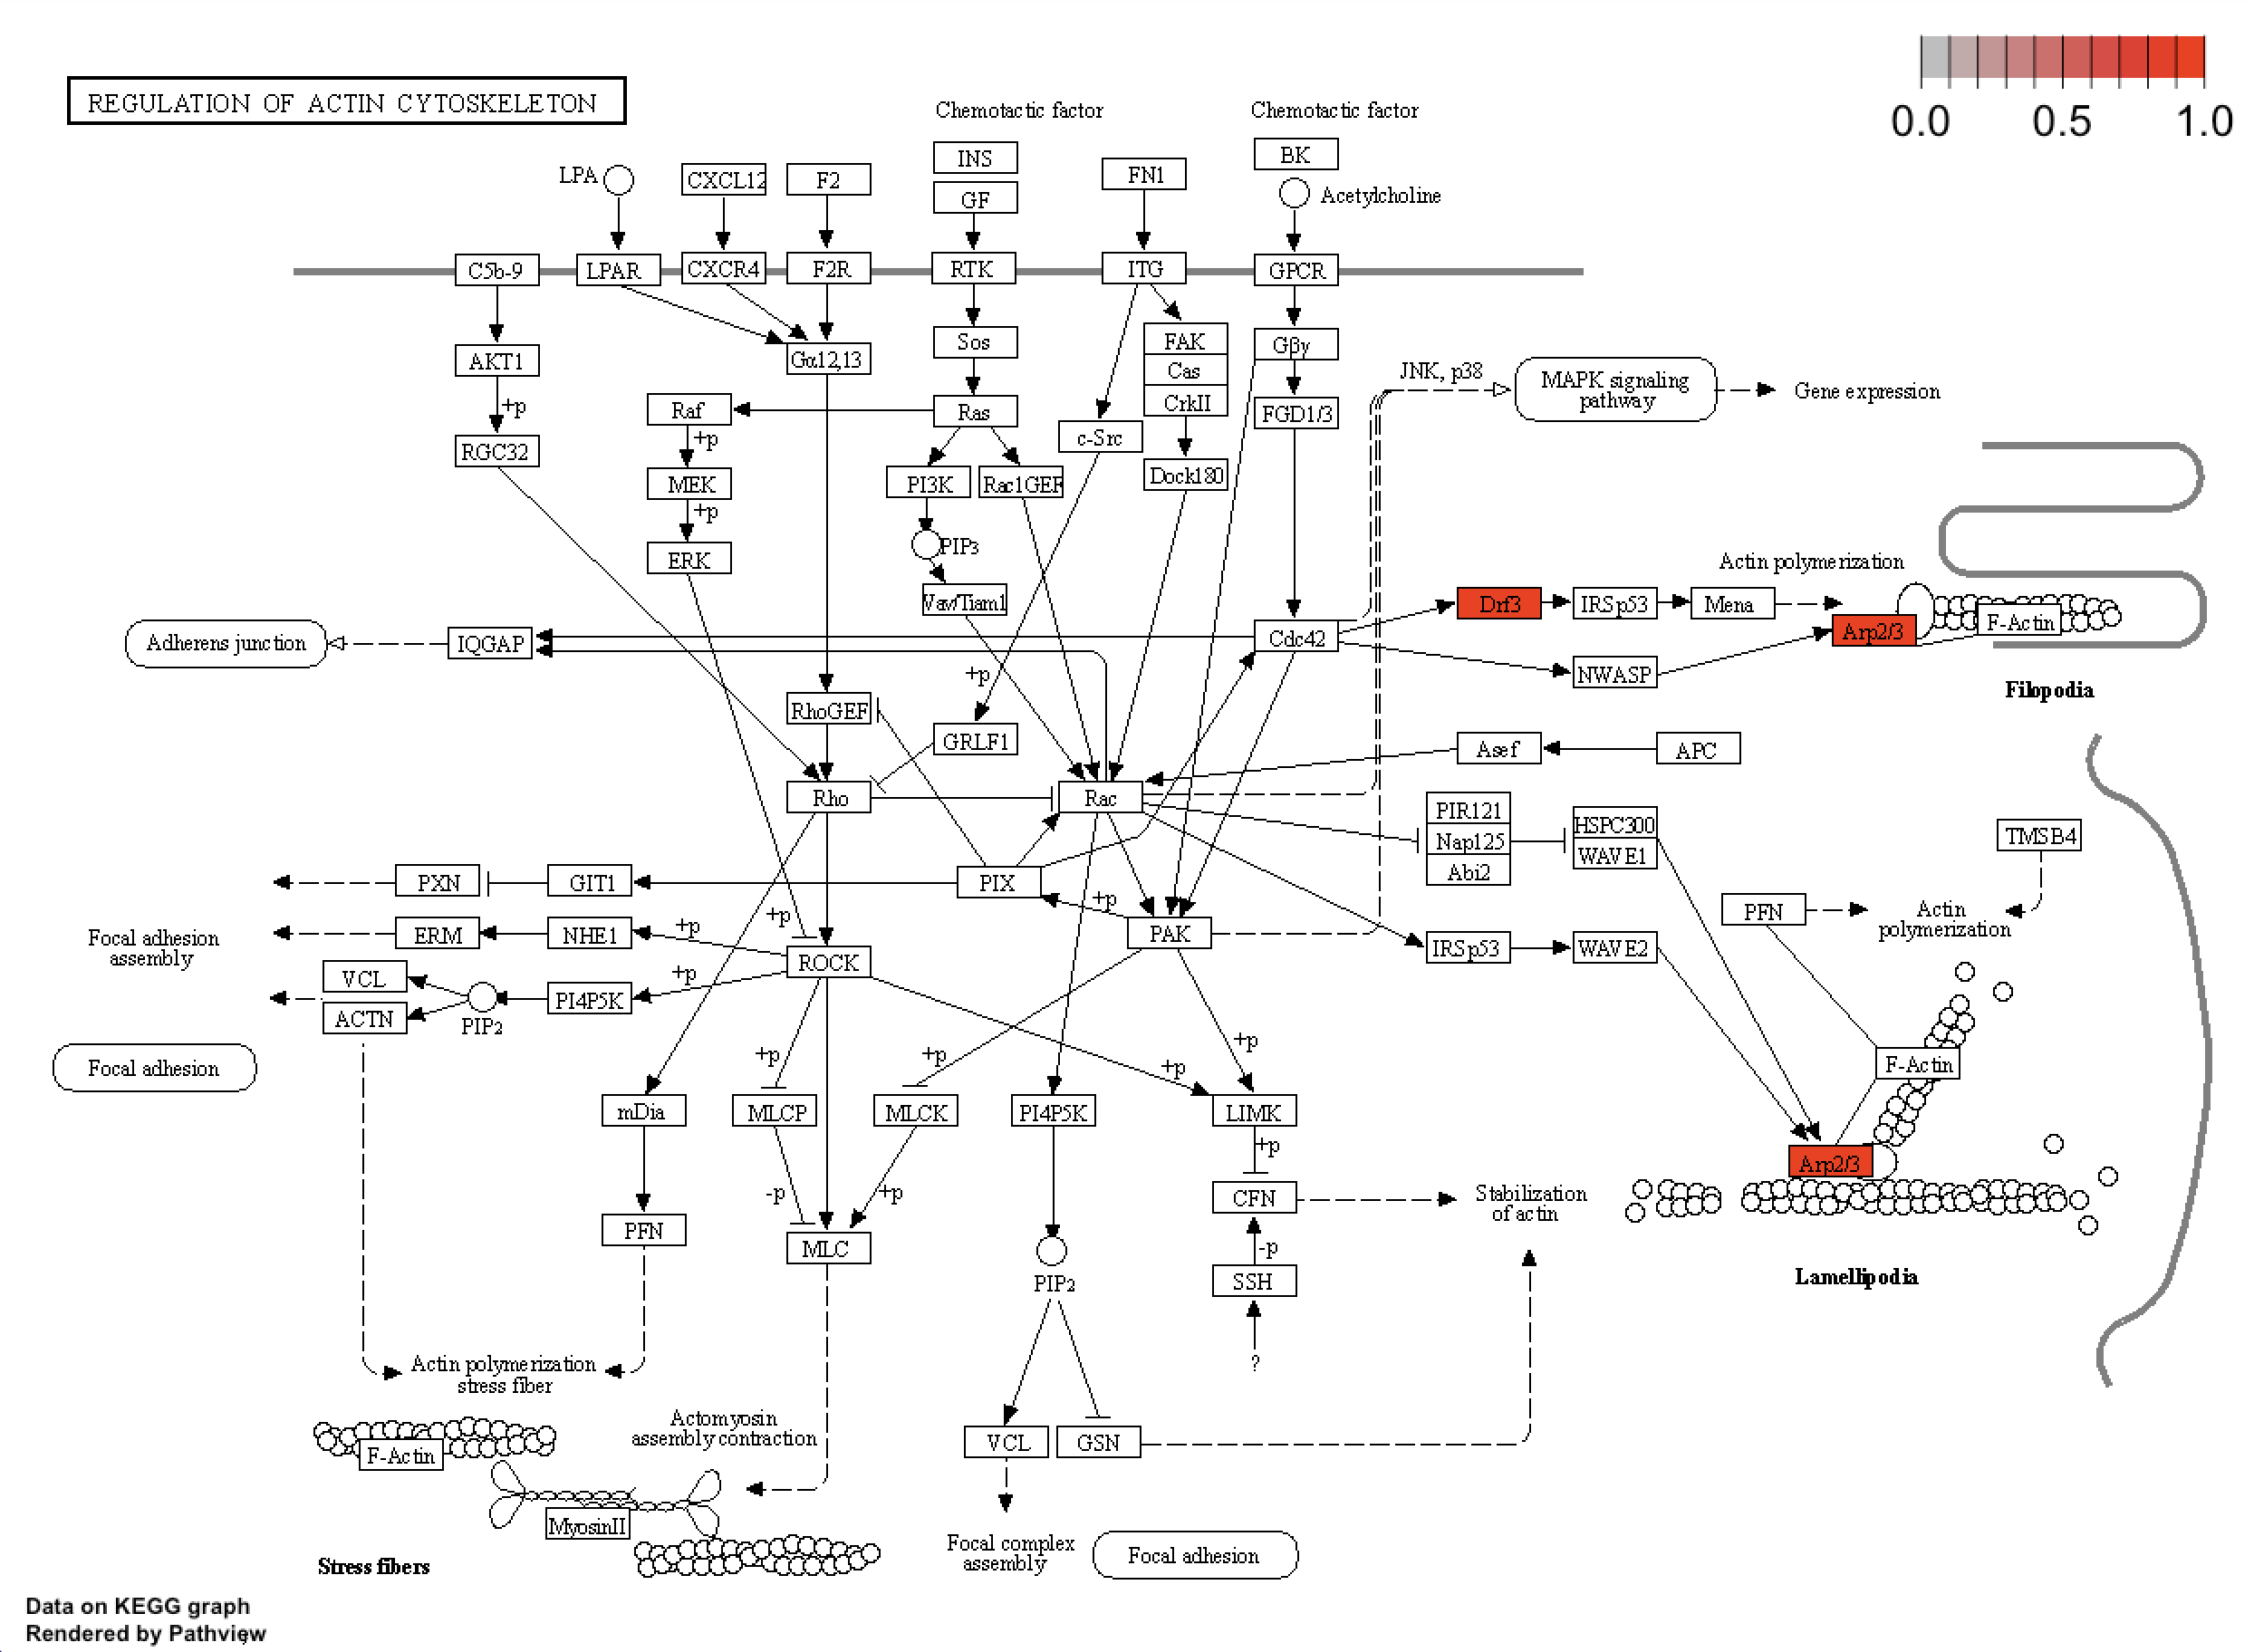 REGULATION OF ACTIN CYTOSKELETON
0.0 0.5 1.0
Chemotactic factor
Chemotactic factor
LPA
CXCL12
F2
INS
GF
FN1
BK
Acetylcholine
C5b-9
LPAR
CXCR4
F2R
RTK
ITG
GPCR
AKT1
Gα12,13
Sos
FAK
Cas
CrkII
Gβγ
JNK, p38
MAPK signaling
pathway
Gene expression
+p
Raf
Ras
c-Src
FGD1/3
RGC32
+p
MEK
PI3K
Rac1GEF
Dock180
+p
ERK
PIP3
Vav/Tiam1
Actin polymerization
Drf3
IRSp53
Mena
Arp2/3
F-Actin
Adherens junction
IQGAP
Cdc42
NWASP
Filopodia
+p
RhoGEF
GRLF1
Asef
APC
Rho
Rac
PIR121
Nap125
Abi2
HSPC300
WAVE1
TMSB4
PXN
GIT1
PIX
+p
PFN
Actin
polymerization
Focal adhesion
assembly
ERM
NHE1
+p
+p
ROCK
PAK
IRSp53
WAVE2
VCL
ACTN
PIP2
PI4P5K
+p
Focal adhesion
+p
+p
+p
+p
F-Actin
mDia
MLCP
MLCK
PI4P5K
LIMK
+p
Arp2/3
-p
+p
CFN
Stabilization
of actin
PFN
MLC
-p
PIP2
SSH
Lamellipodia
?
Actin polymerization
stress fiber
Actomyosin
assembly contraction
F-Actin
VCL
GSN
MyosinII
Focal complex
assembly
Focal adhesion
Stress fibers
Data on KEGG graph
Rendered by Pathview